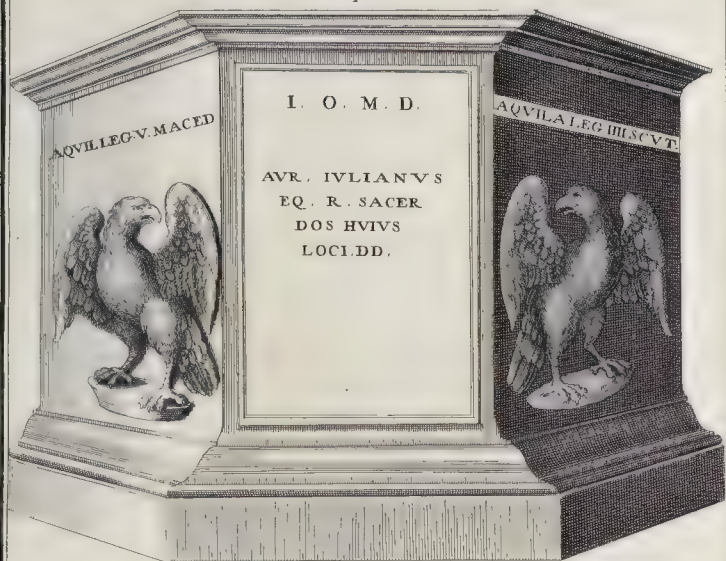 AQVIL.LEG.V.MACED
I. O. M. D.
AVR. IVLIANVS
EQ. R. SACER
DOS HVIVS
LOCI.DD.
AQVILA LEG IIII SCVT.